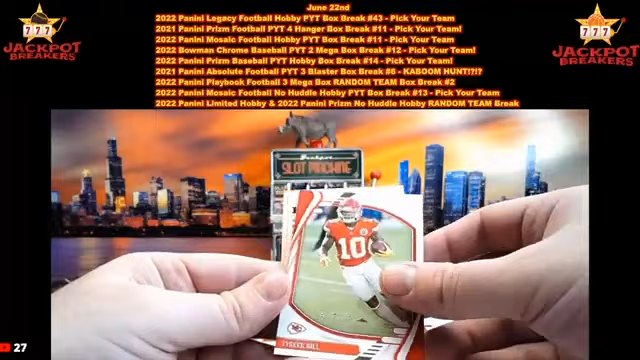 June 22nd
2022 Panini Legacy Football Hobby PYT Box Break #43 - Pick Your Team
2021 Panini Prizm Football PYT 4 Hanger Box Break #11 - Pick Your Team!
2022 Panini Mosaic Football Hobby PYT Box Break #11 - Pick Your Team
2022 Bowman Chrome Baseball PYT 2 Mega Box Break #12 - Pick Your Team!
2022 Panini Prizm Baseball PYT Hobby Box Break #14 - Pick Your Team!
2021 Panini Absolute Football PYT 3 Blaster Box Break #6 - KABOOM HUNT!?!?
2022 Panini Playbook Football 3 Mega Box RANDOM TEAM Box Break #2
2022 Panini Mosaic Football No Huddle Hobby PYT Box Break #13 - Pick Your Team
2022 Panini Limited Hobby & 2022 Panini Prizm No Huddle Hobby RANDOM TEAM Break
777
JACKPOT
BREAKERS
777
JACKPOT
BREAKERS
SLOT MACHINE
10
TYREEK HILL
27